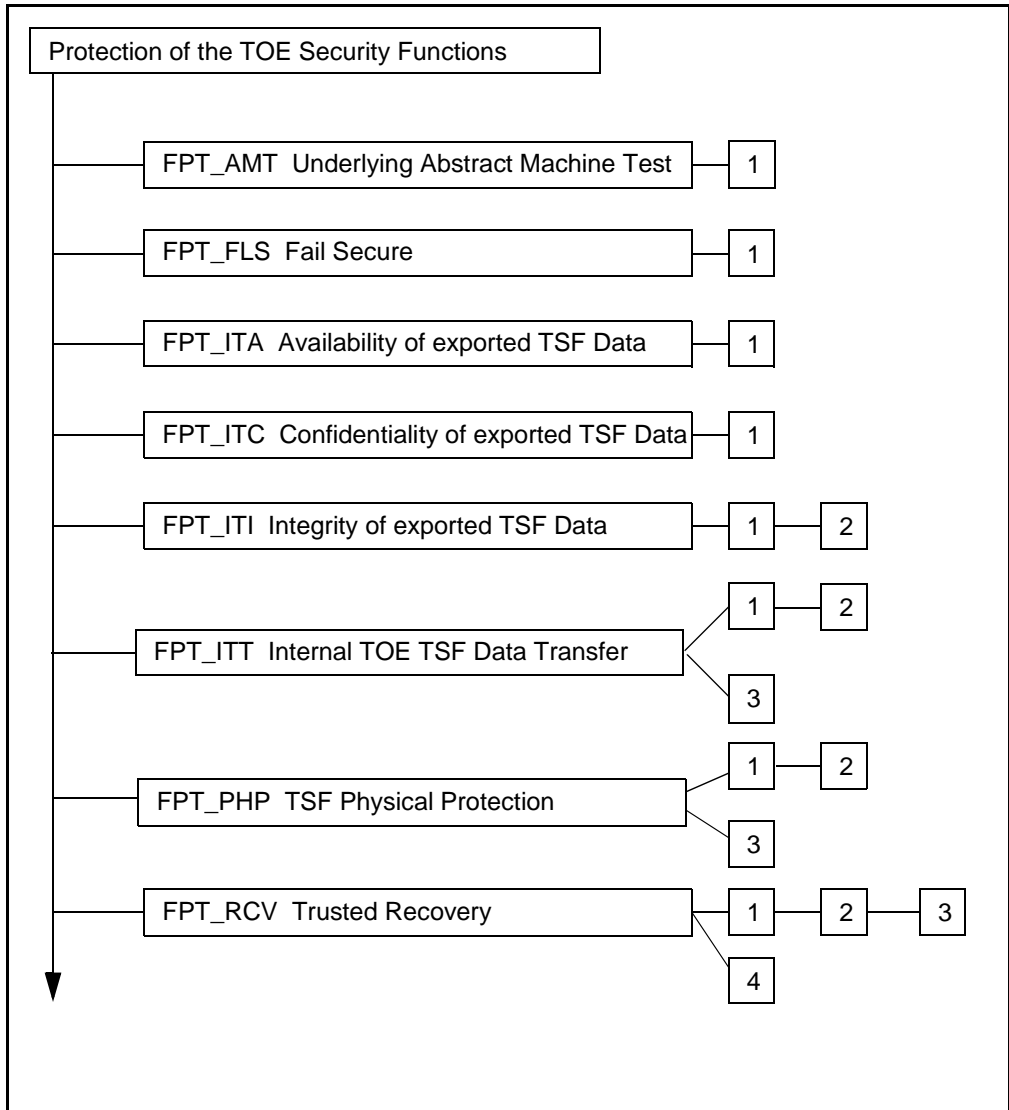 Protection of the TOE Security Functions
FPT_AMT Underlying Abstract Machine Test 1
FPT_FLS Fail Secure 1
FPT_ITA Availability of exported TSF Data 1
FPT_ITC Confidentiality of exported TSF Data 1
FPT_ITI Integrity of exported TSF Data 1 2
1 2
FPT_ITT Internal TOE TSF Data Transfer
3
1 2
FPT_PHP TSF Physical Protection
3
FPT_RCV Trusted Recovery 1 2 3
4